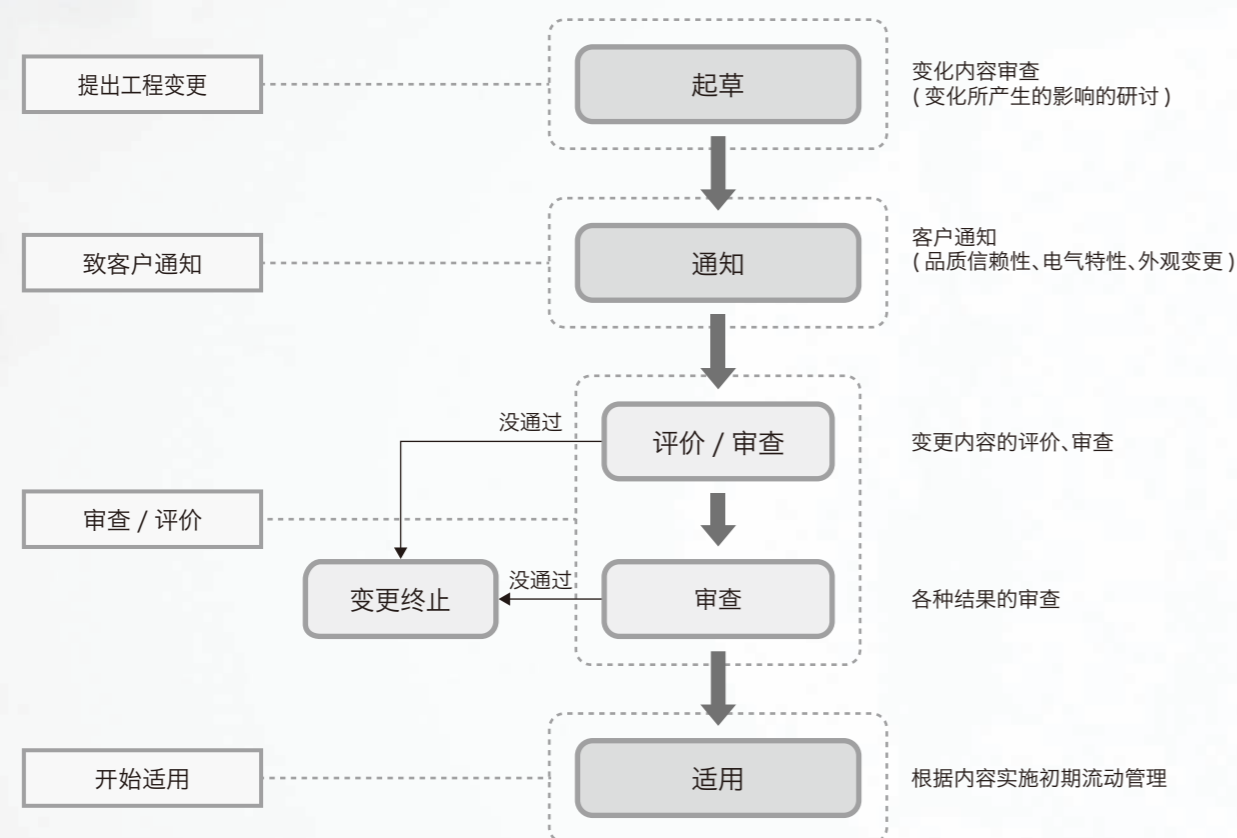 提出工程变更
起草
变化内容审查
( 变化所产生的影响的研讨 )
致客户通知
通知
客户通知
( 品质信赖性、电气特性、外观变更 )
没通过
评价 / 审查
变更内容的评价、审查
审查 / 评价
变更终止
没通过
审查
各种结果的审查
开始适用
适用
根据内容实施初期流动管理